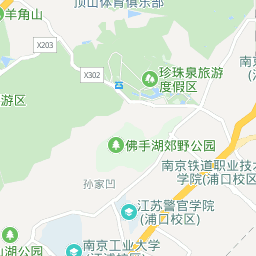 顶山体育俱乐部
羊角山
X203
X302
珍珠泉旅游
度假区
游区
佛手湖郊野公园
南京铁道职业技
学院(浦口校区
孙家凹
江苏警官学院
(浦口校区)
南京工业大学
山湖公园